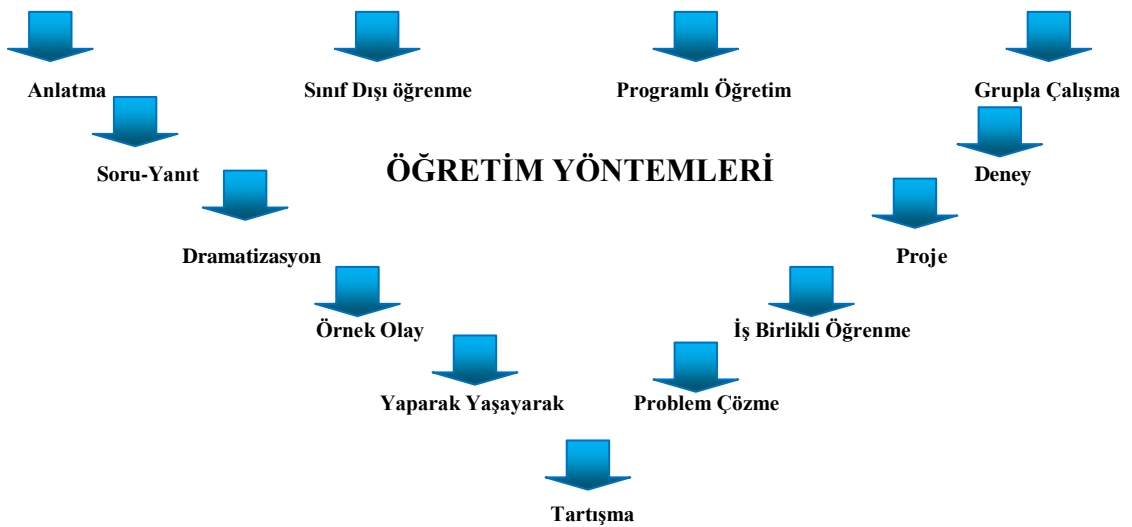 Anlatma
Sınıf Dışı öğrenme
Programlı Öğretim
Grupla Çalışma
Soru-Yanıt
ÖĞRETİM YÖNTEMLERİ
Deney
Dramatizasyon
Proje
Örnek Olay
İş Birlikli Öğrenme
Yaparak Yaşayarak
Problem Çözme
Tartışma